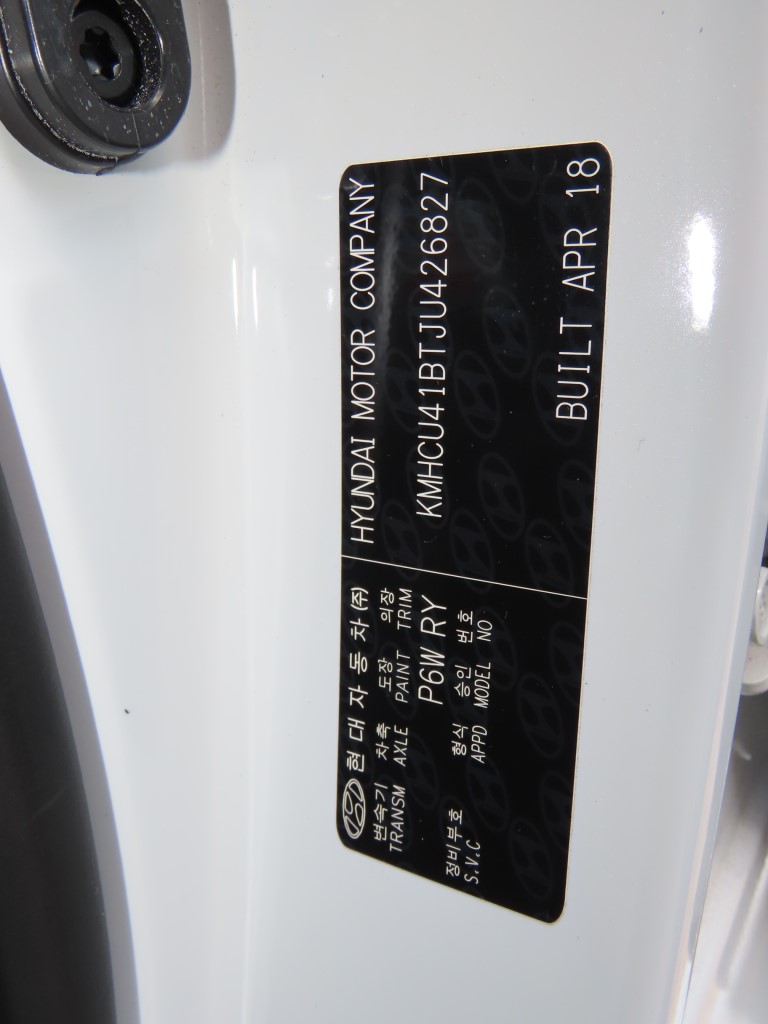 현대자동차(주)
변속기 차축 도장 의장
TRANSM AXLE PAINT TRIM
P6W RY
정비부호 형식 승인 번호
S.V.C APPD MODEL NO
HYUNDAI MOTOR COMPANY
KMHCU41BTJU426827
BUILT APR 18